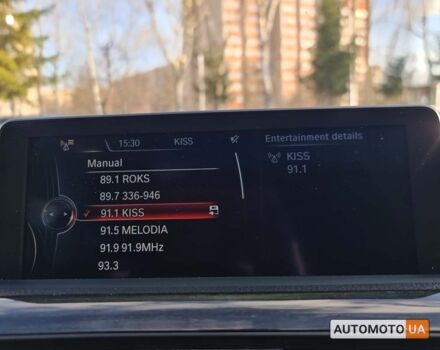 15:30 KISS
Entertainment details
Manual
89.1 ROKS
89.7 336-946
91.1 KISS
91.5 MELODIA
91.9 91.9MHz
93.3
KISS
91.1
AUTOMOTO.UA